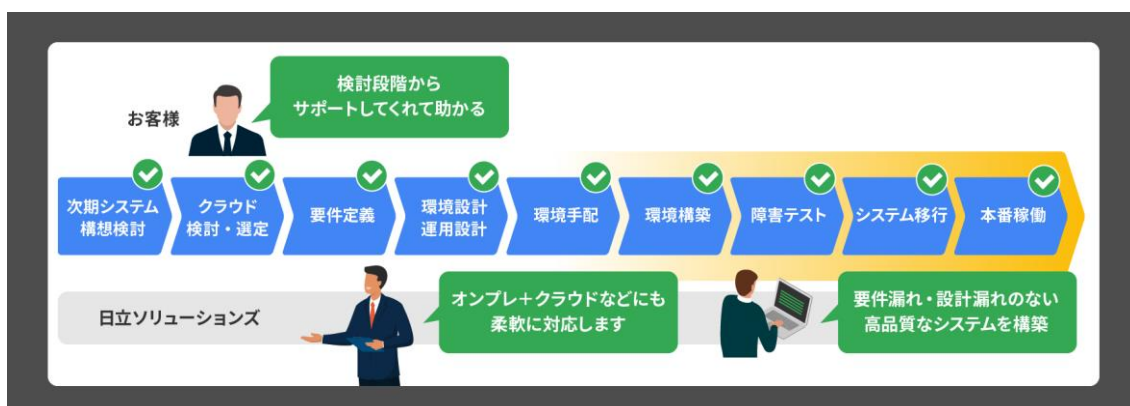 検討段階から
サポートしてくれて助かる
お客様
次期システム
構想検討
クラウド
検討・選定
要件定義
環境設計
運用設計
環境手配
環境構築
障害テスト
システム移行
本番稼働
日立ソリューションズ
オンプレ＋クラウドなどにも
柔軟に対応します
要件漏れ・設計漏れのない
高品質なシステムを構築